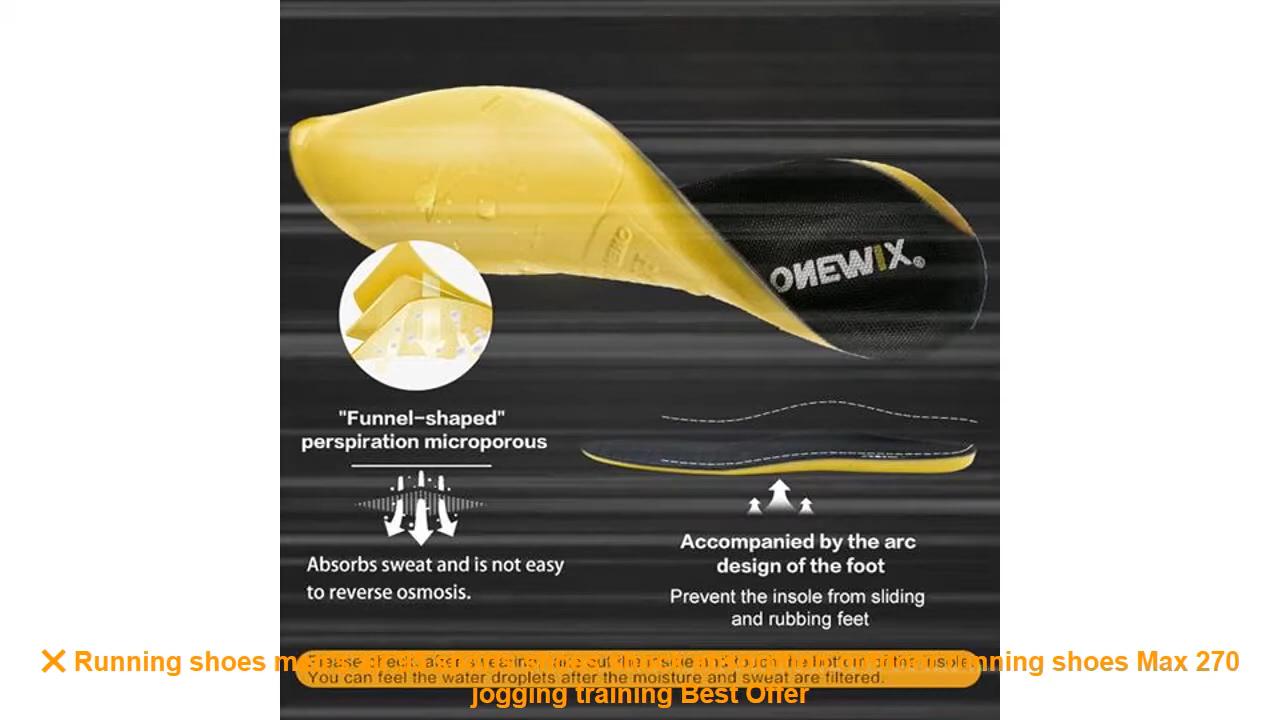 ONEWIX®
"Funnel-shaped"
perspiration microporous
Absorbs sweat and is not easy
to reverse osmosis.
Accompanied by the arc
design of the foot
Prevent the insole from sliding
and rubbing feet
❌ Running shoes running shoes Max 270
jogging training Best Offer
You can feel the water droplets after the moisture and sweat are filtered.